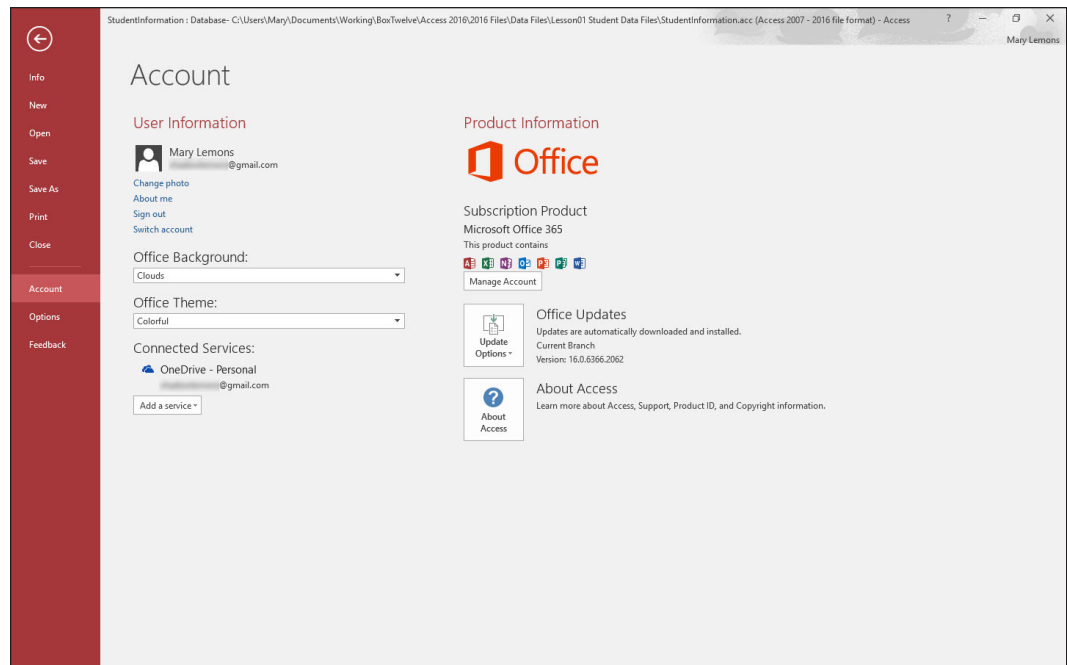 StudentInformation : Database- C:\Users\Mary\Documents\Working\BoxTwelve\Access 2016\2016 Files\Data Files\Lesson01 Student Data Files\StudentInformation.acc (Access 2007 - 2016 file format) - Access
?
Mary Lemons
Info
New
Open
Save
Save As
Print
Close
Account
Options
Feedback
Account
User Information
Mary Lemons
@gmail.com
Change photo
About me
Sign out
Switch account
Office Background:
Clouds
Office Theme:
Colorful
Connected Services:
OneDrive - Personal
@gmail.com
Add a service
Product Information
Office
Subscription Product
Microsoft Office 365
This product contains
Manage Account
Update
Options
Office Updates
Updates are automatically downloaded and installed.
Current Branch
Version: 16.0.6366.2062
About
Access
About Access
Learn more about Access, Support, Product ID, and Copyright information.